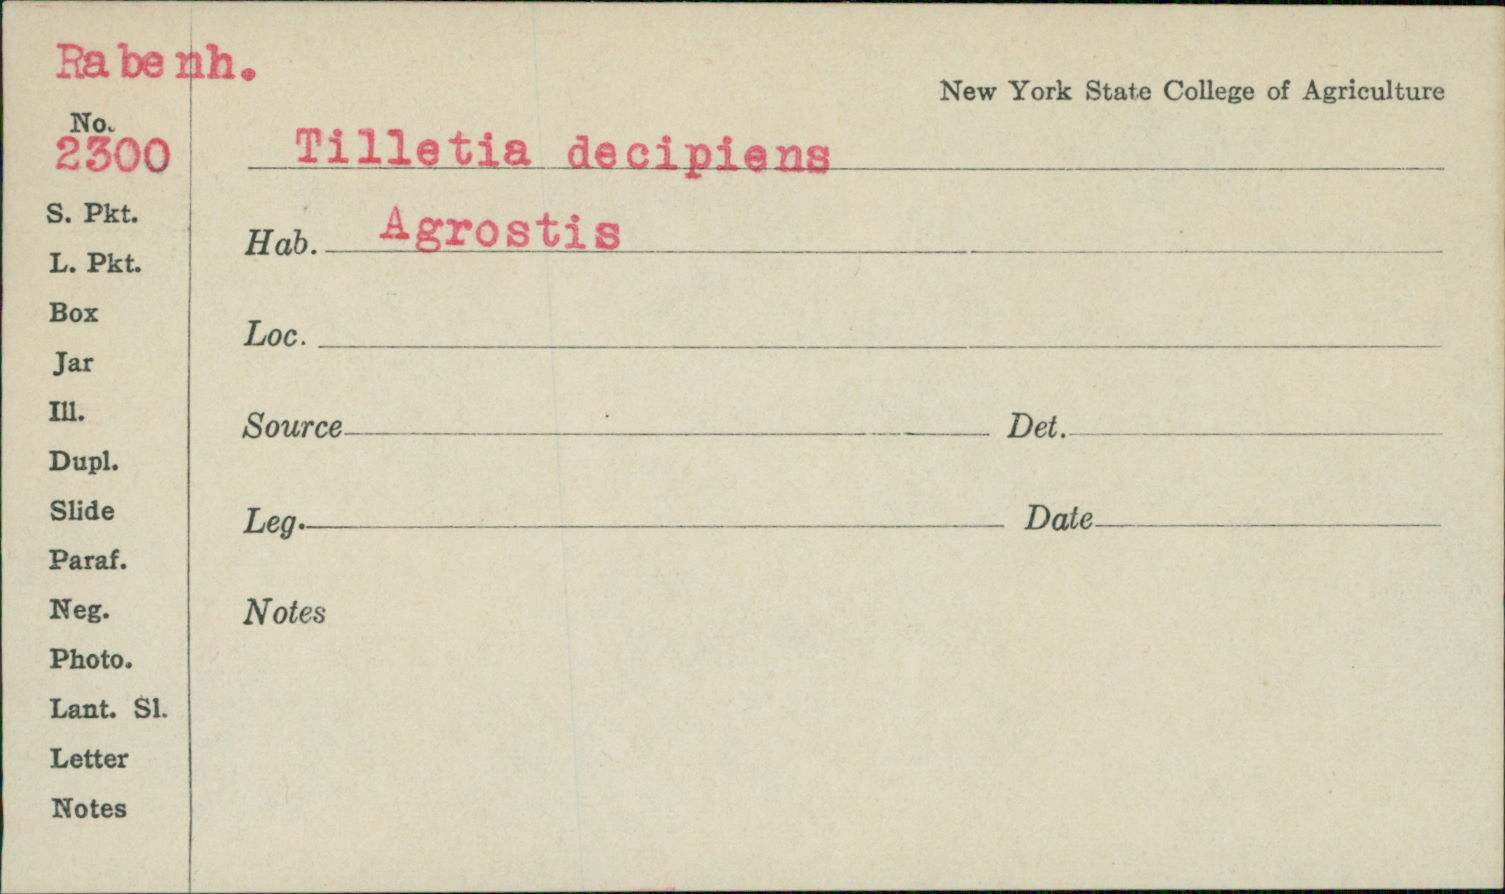 Rabenh.
New York State College of Agriculture
No.
2300
Tilletia decipiens
S. Pkt.
Hab. Agrostis
L. Pkt.
Box
Loc.
Jar
Ill.
Source Det.
Dupl.
Slide
Leg. Date
Paraf.
Neg.
Notes
Photo.
Lant. Sl.
Letter
Notes